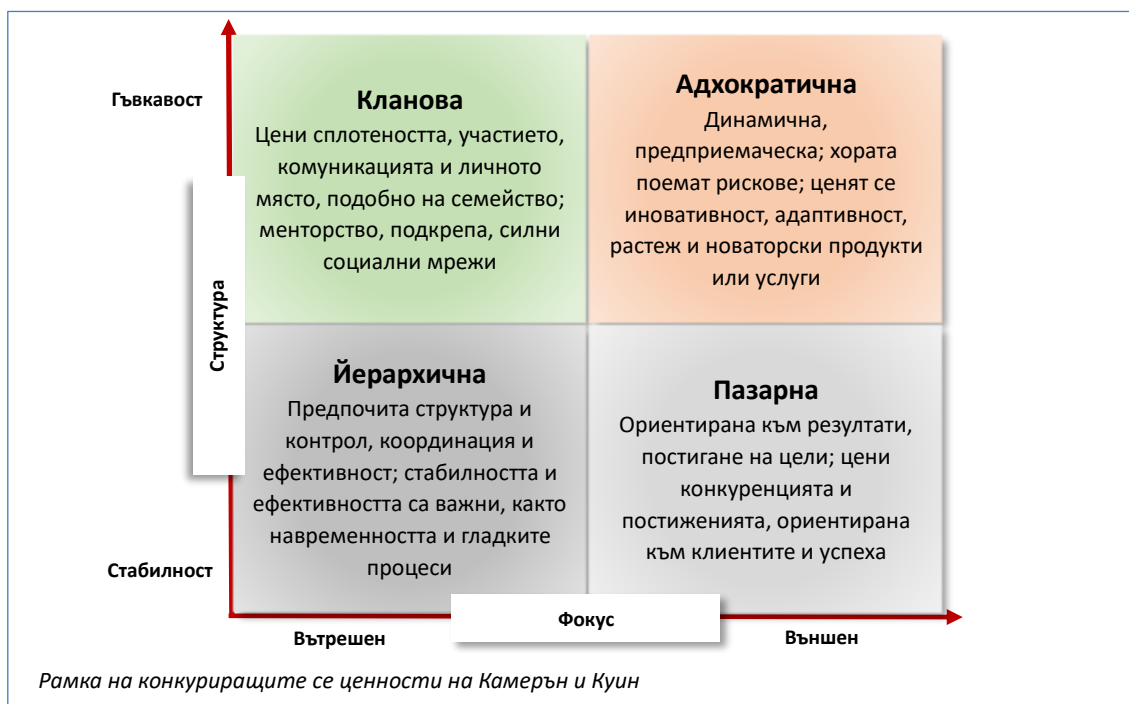 Гъвкавост
Структура
Стабилност
Кланова
Цени сплотеността, участието,
комуникацията и личното
място, подобно на семейство;
менторство, подкрепа, силни
социални мрежи
Адхократична
Динамична,
предприемаческа; хората
поемат рискове; ценят се
иновативност, адаптивност,
растеж и новаторски продукти
или услуги
Йерархична
Предпочита структура и
контрол, координация и
ефективност; стабилността и
ефективността са важни, както
навременността и гладките
процеси
Пазарна
Ориентирана към резултати,
постигане на цели; цени
конкуренцията и
постиженията, ориентирана
към клиентите и успеха
Вътрешен
Фокус
Външен
Рамка на конкуриращите се ценности на Камерън и Куин